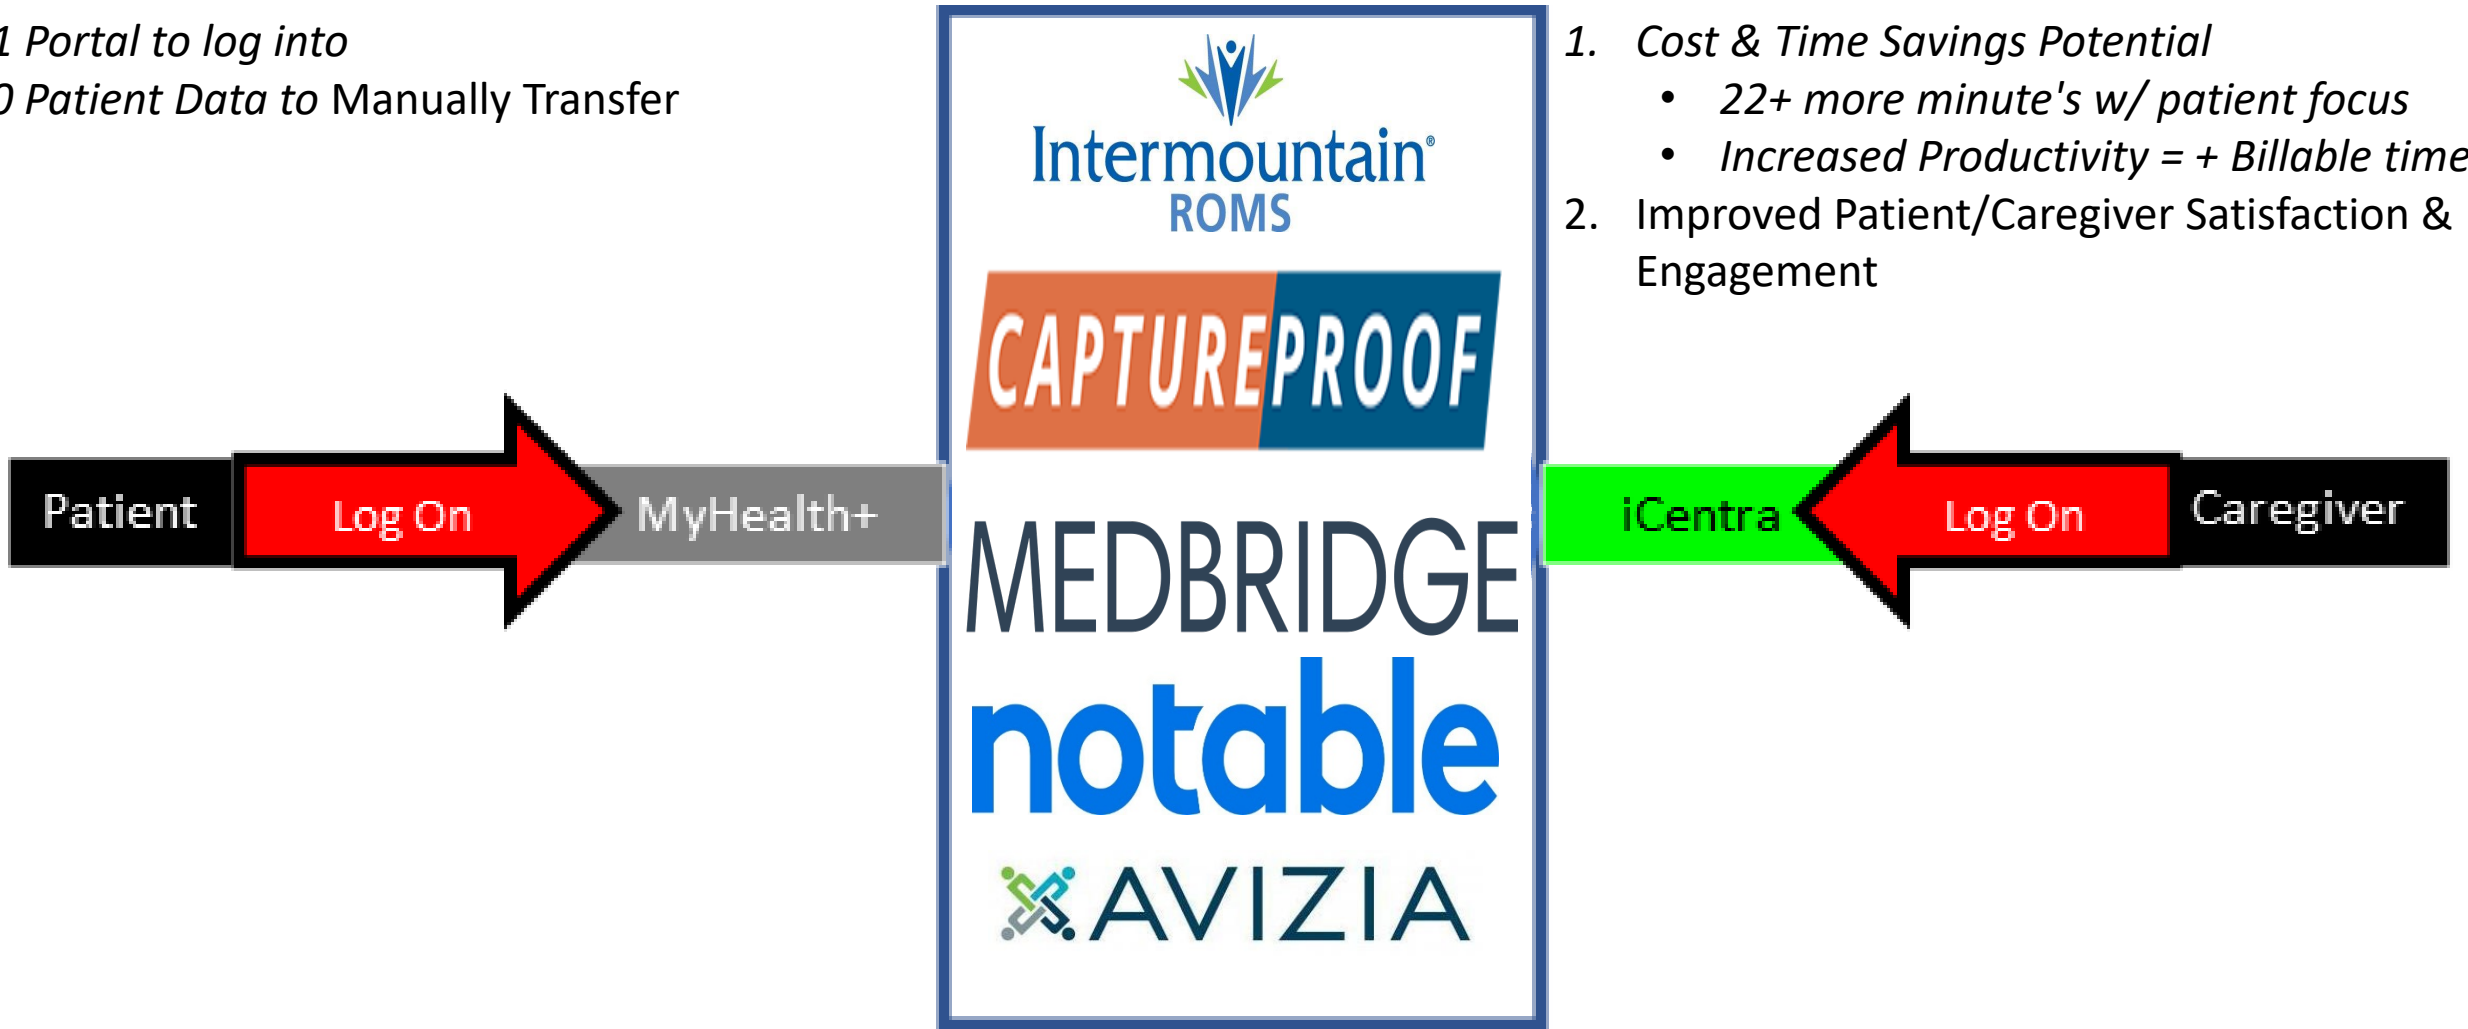 1 Portal to log into
0 Patient Data to Manually Transfer
Intermountain®
ROMS
CAPTUREPROOF
MEDBRIDGE
notable
AVIZIA
1. Cost & Time Savings Potential
• 22+ more minute's w/ patient focus
• Increased Productivity = + Billable time
2. Improved Patient/Caregiver Satisfaction &
Engagement
Patient
Log On
MyHealth+
iCentra
Log On
Caregiver